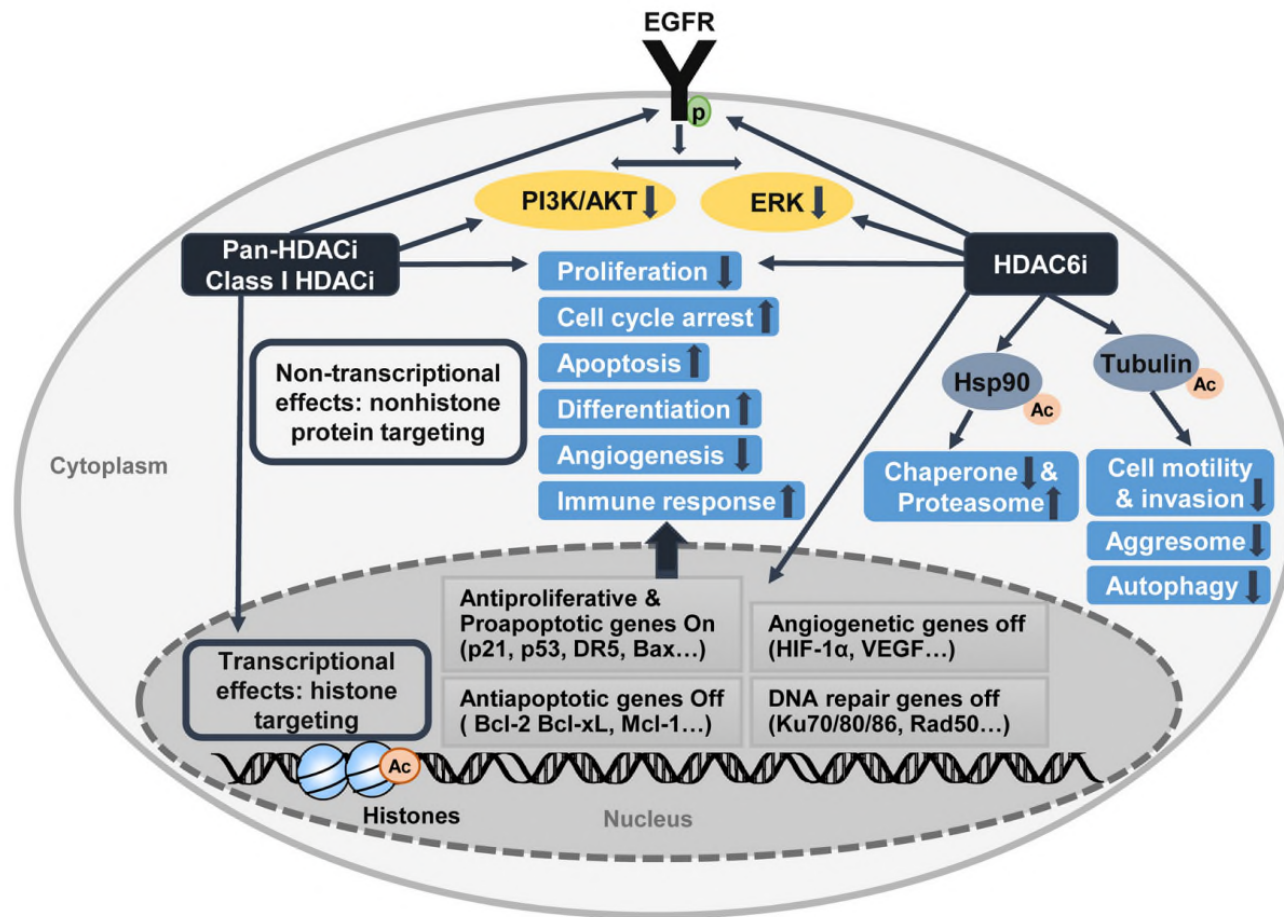 EGFR
p
PI3K/AKT
ERK
Pan-HDACi
Class I HDACi
HDAC6i
Proliferation
Cell cycle arrest
Apoptosis
Differentiation
Angiogenesis
Immune response
Non-transcriptional
effects: nonhistone
protein targeting
Hsp90
Ac
Tubulin
Ac
Cytoplasm
Chaperone &
Proteasome
Cell motility
& invasion
Aggresome
Autophagy
Antiproliferative &
Proapoptotic genes On
(p21, p53, DR5, Bax...)
Angiogenetic genes off
(HIF-1α, VEGF...)
Transcriptional
effects: histone
targeting
Antiapoptotic genes Off
( Bcl-2 Bcl-xL, Mcl-1...)
DNA repair genes off
(Ku70/80/86, Rad50...)
Ac
Histones
Nucleus